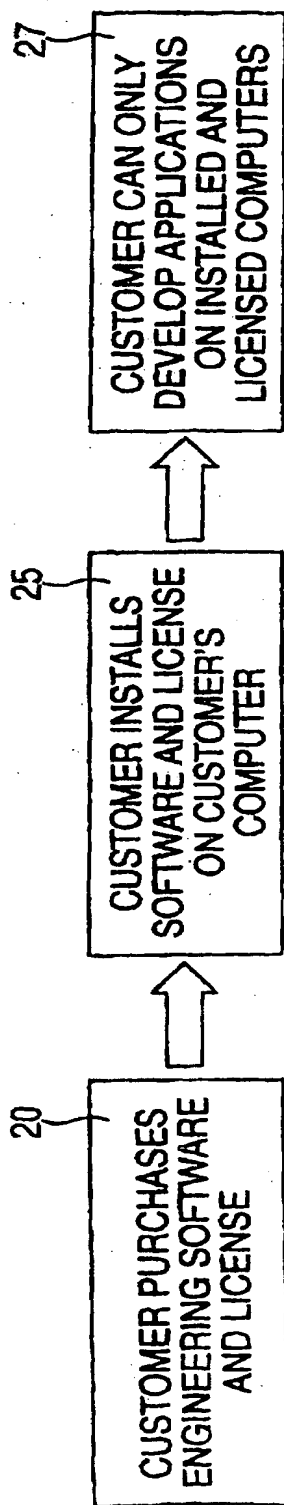 20
CUSTOMER PURCHASES
ENGINEERING SOFTWARE
AND LICENSE
25
CUSTOMER INSTALLS
SOFTWARE AND LICENSE
ON CUSTOMER'S
COMPUTER
27
CUSTOMER CAN ONLY
DEVELOP APPLICATIONS
ON INSTALLED AND
LICENSED COMPUTERS